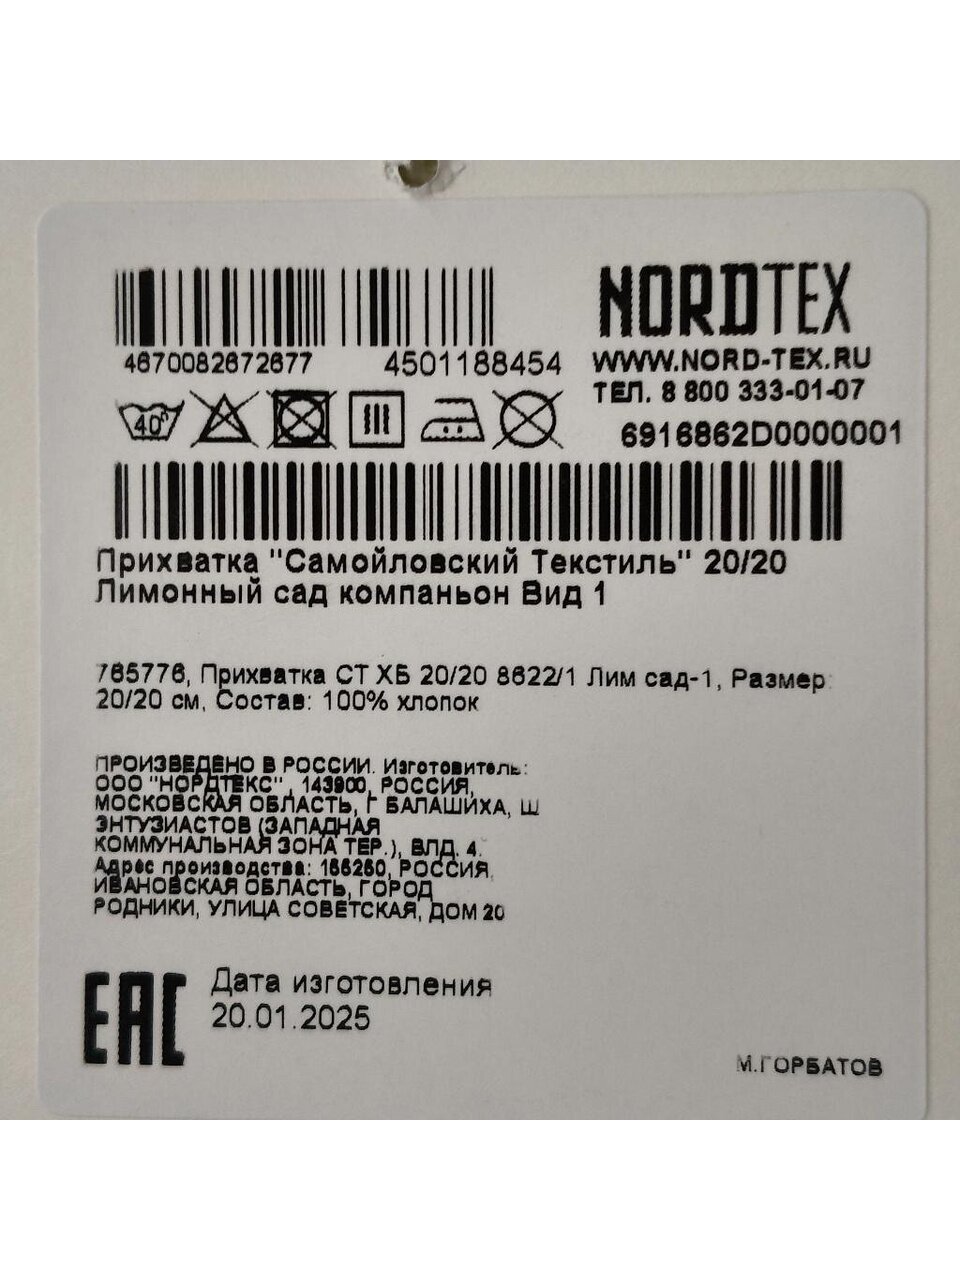 NORDTEX
4670082672677 4501188454
WWW.NORD-TEX.RU
ТЕЛ. 8 800 333-01-07
40°
6916862D0000001
Прихватка "Самойловский Текстиль" 20/20
Лимонный сад компаньон Вид 1
765776, Прихватка СТ ХБ 20/20 8622/1 Лим сад-1, Размер:
20/20 см, Состав: 100% хлопок
ПРОИЗВЕДЕНО В РОССИИ. Изготовитель:
ООО "НОРДТЕКС" , 143900, РОССИЯ,
МОСКОВСКАЯ ОБЛАСТЬ, Г БАЛАШИХА, Ш
ЭНТУЗИАСТОВ (ЗАПАДНАЯ
КОММУНАЛЬНАЯ ЗОНА ТЕР.), ВЛД. 4.
Адрес производства: 155250, РОССИЯ,
ИВАНОВСКАЯ ОБЛАСТЬ, ГОРОД
РОДНИКИ, УЛИЦА СОВЕТСКАЯ, ДОМ 20
EAC
Дата изготовления
20.01.2025
М.ГОРБАТОВ